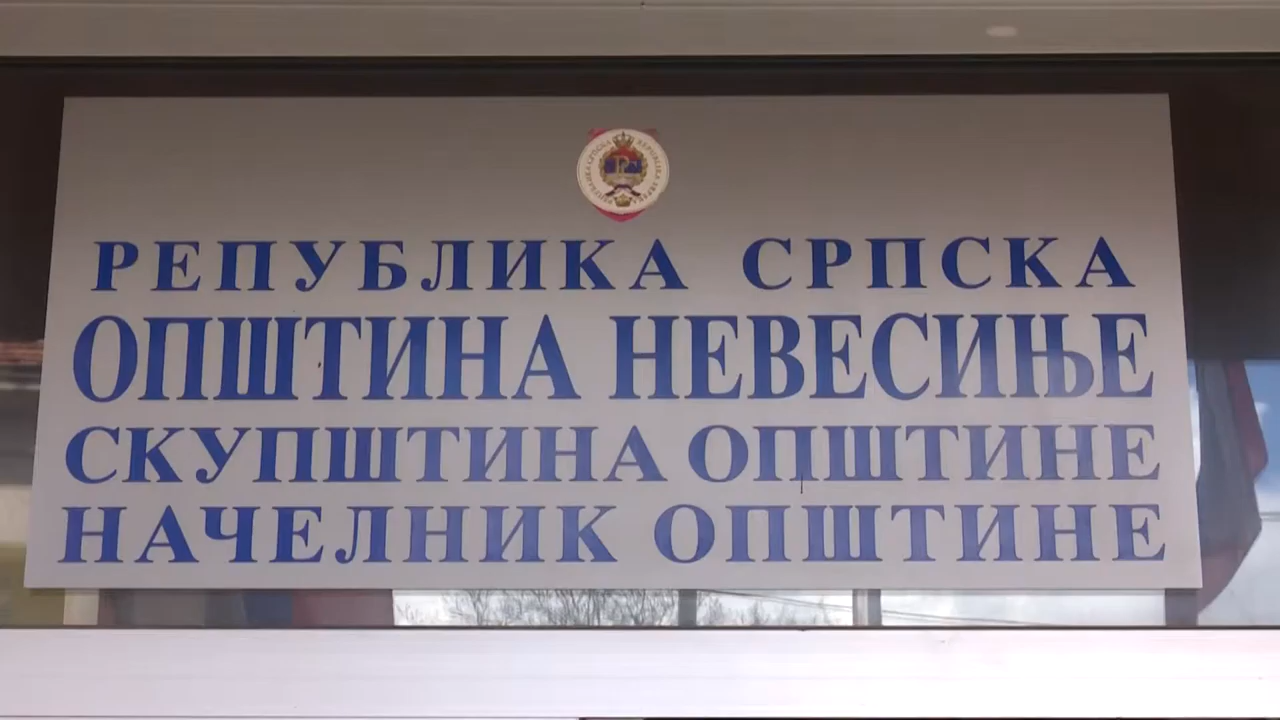 РЕПУБЛИКА СРПСКА
ОПШТИНА НЕВЕСИЊЕ
СКУПШТИНА ОПШТИНЕ
НАЧЕЛНИК ОПШТИНЕ